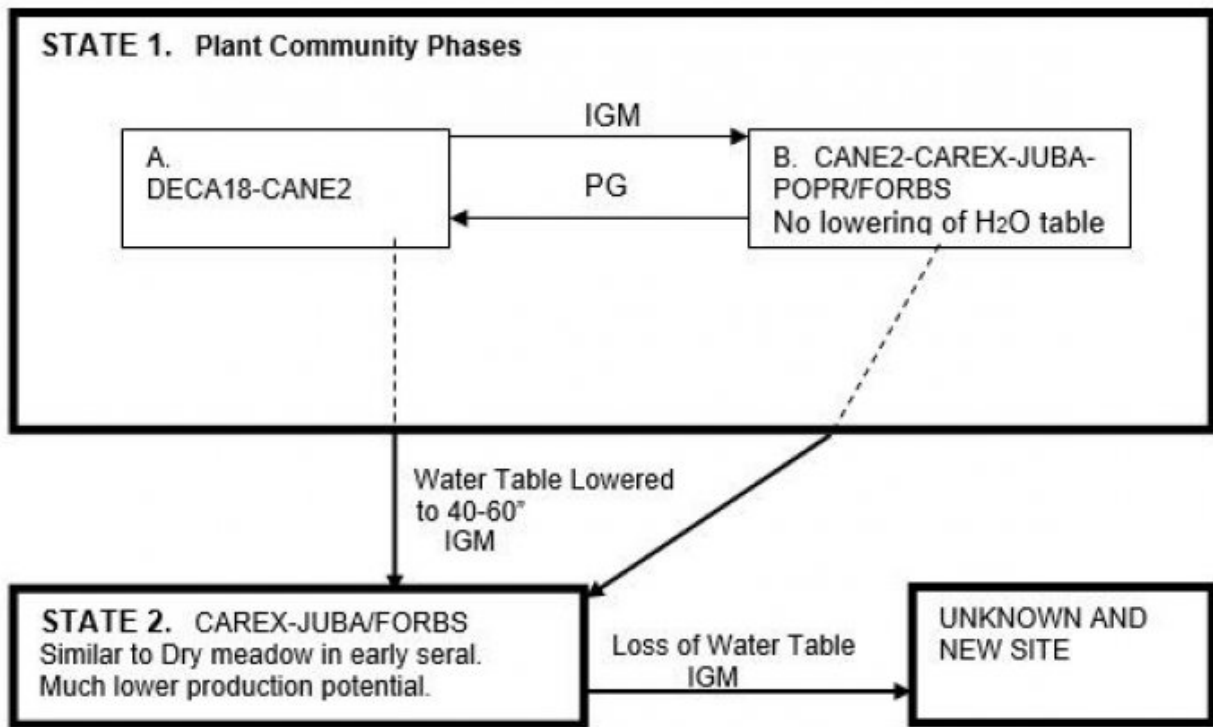 STATE 1. Plant Community Phases
IGM
A.
DECA18-CANE2
PG
B. CANE2-CAREX-JUBA-
POPR/FORBS
No lowering of H2O table
Water Table Lowered
to 40-60”
IGM
STATE 2. CAREX-JUBA/FORBS
Similar to Dry meadow in early seral.
Much lower production potential.
Loss of Water Table
IGM
UNKNOWN AND
NEW SITE